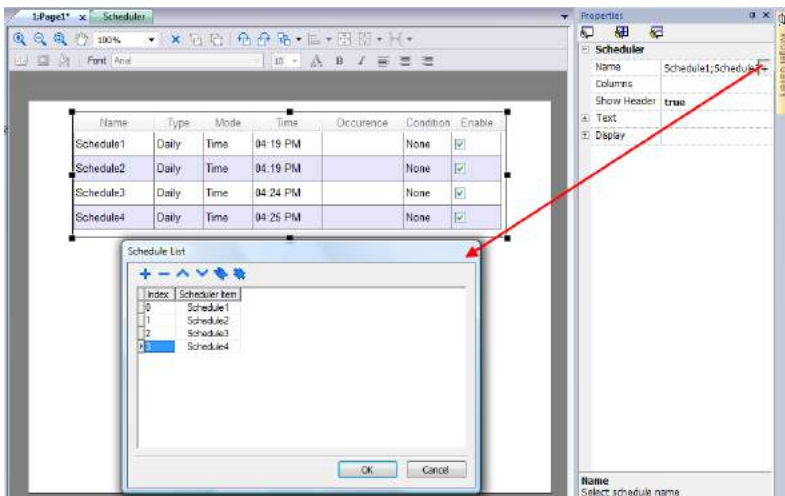 1:Page1* x Scheduler
100%
Font Arial 10 A B I
Name Type Mode Time Occurence Condition Enable
Schedule1 Daily Time 04:19 PM None
Schedule2 Daily Time 04:19 PM None
Schedule3 Daily Time 04:24 PM None
Schedule4 Daily Time 04:25 PM None
Schedule List
Index Scheduler Item
0 Schedule1
1 Schedule2
2 Schedule3
3 Schedule4
OK Cancel
Properties
Scheduler
Name Schedule1;Schedule
Columns
Show Header true
Text
Display
Name
Select schedule name